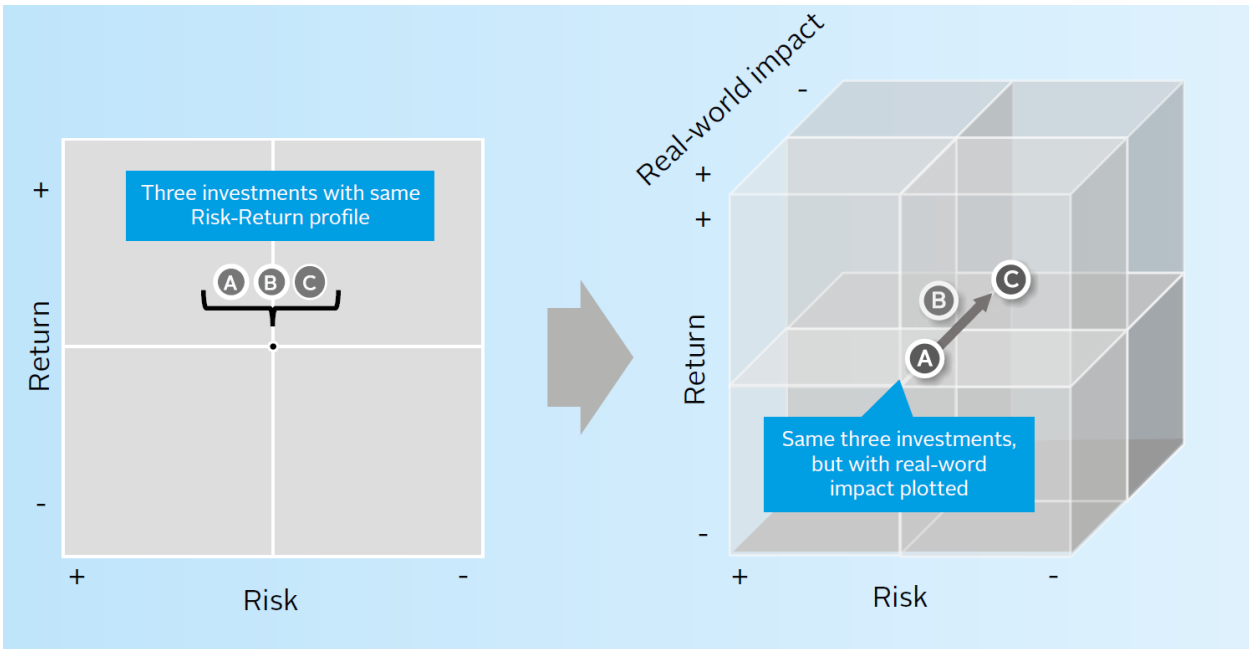 Three investments with same
Risk-Return profile
A B C
+
Return
-
+
Risk
-
Real-world impact
-
+
+
Return
-
B
C
A
Same three investments,
but with real-word
impact plotted
+
Risk
-